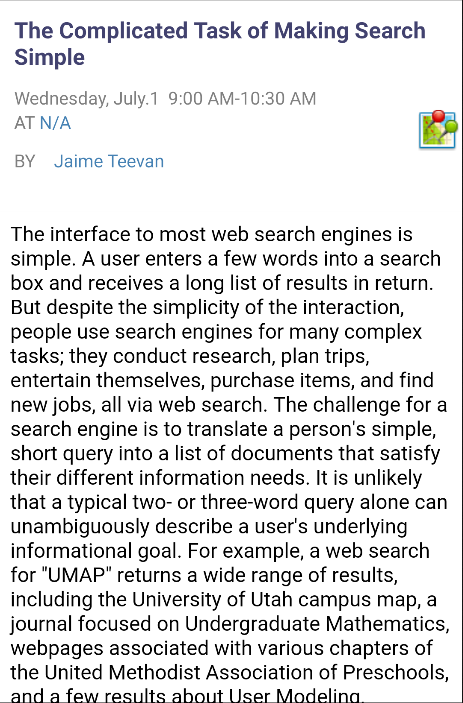 The Complicated Task of Making Search
Simple
Wednesday, July.1 9:00 AM-10:30 AM
AT N/A
BY Jaime Teevan
The interface to most web search engines is
simple. A user enters a few words into a search
box and receives a long list of results in return.
But despite the simplicity of the interaction,
people use search engines for many complex
tasks; they conduct research, plan trips,
entertain themselves, purchase items, and find
new jobs, all via web search. The challenge for a
search engine is to translate a person's simple,
short query into a list of documents that satisfy
their different information needs. It is unlikely
that a typical two- or three-word query alone can
unambiguously describe a user's underlying
informational goal. For example, a web search
for "UMAP" returns a wide range of results,
including the University of Utah campus map, a
journal focused on Undergraduate Mathematics,
webpages associated with various chapters of
the United Methodist Association of Preschools,
and a few results about User Modeling.